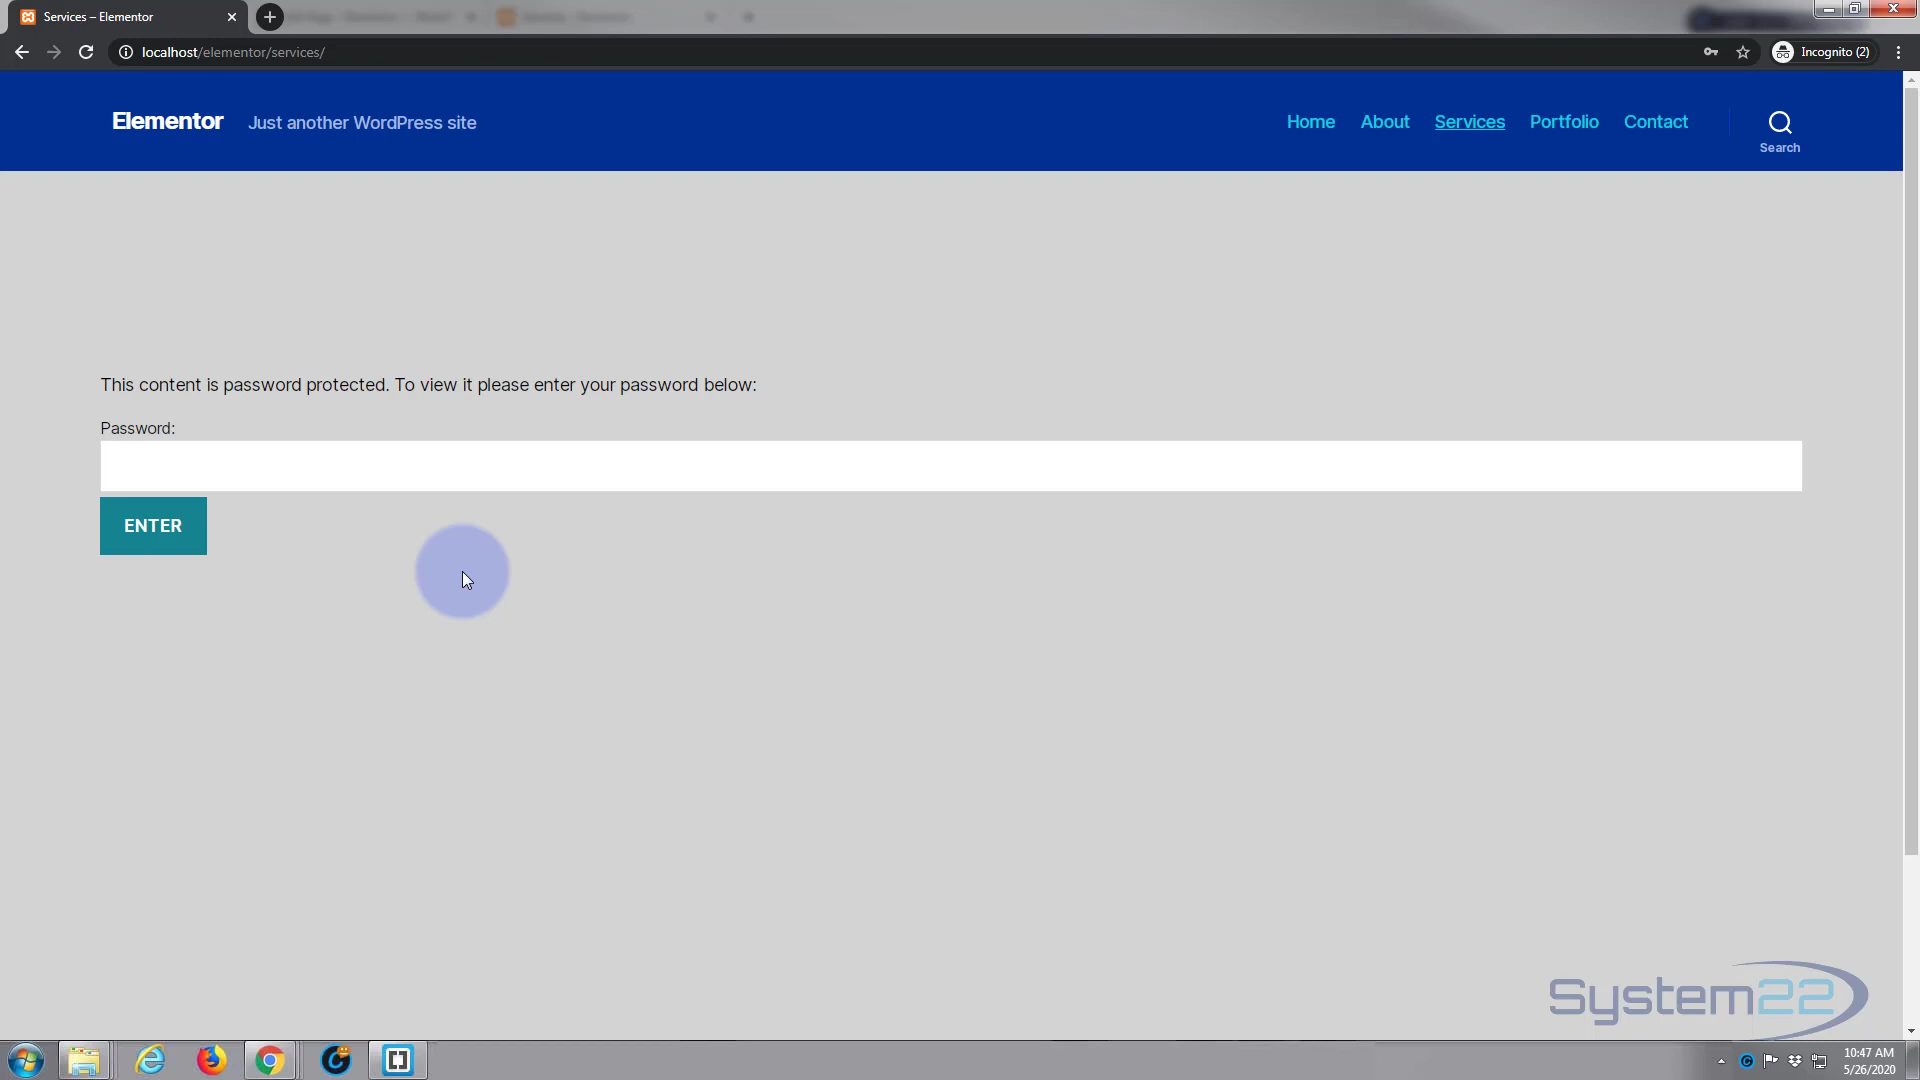 Services – Elementor
localhost/elementor/services/
Incognito (2)
Elementor
Just another WordPress site
Home
About
Services
Portfolio
Contact
Search
This content is password protected. To view it please enter your password below:
Password:
ENTER
System22
10:47 AM
5/26/2020